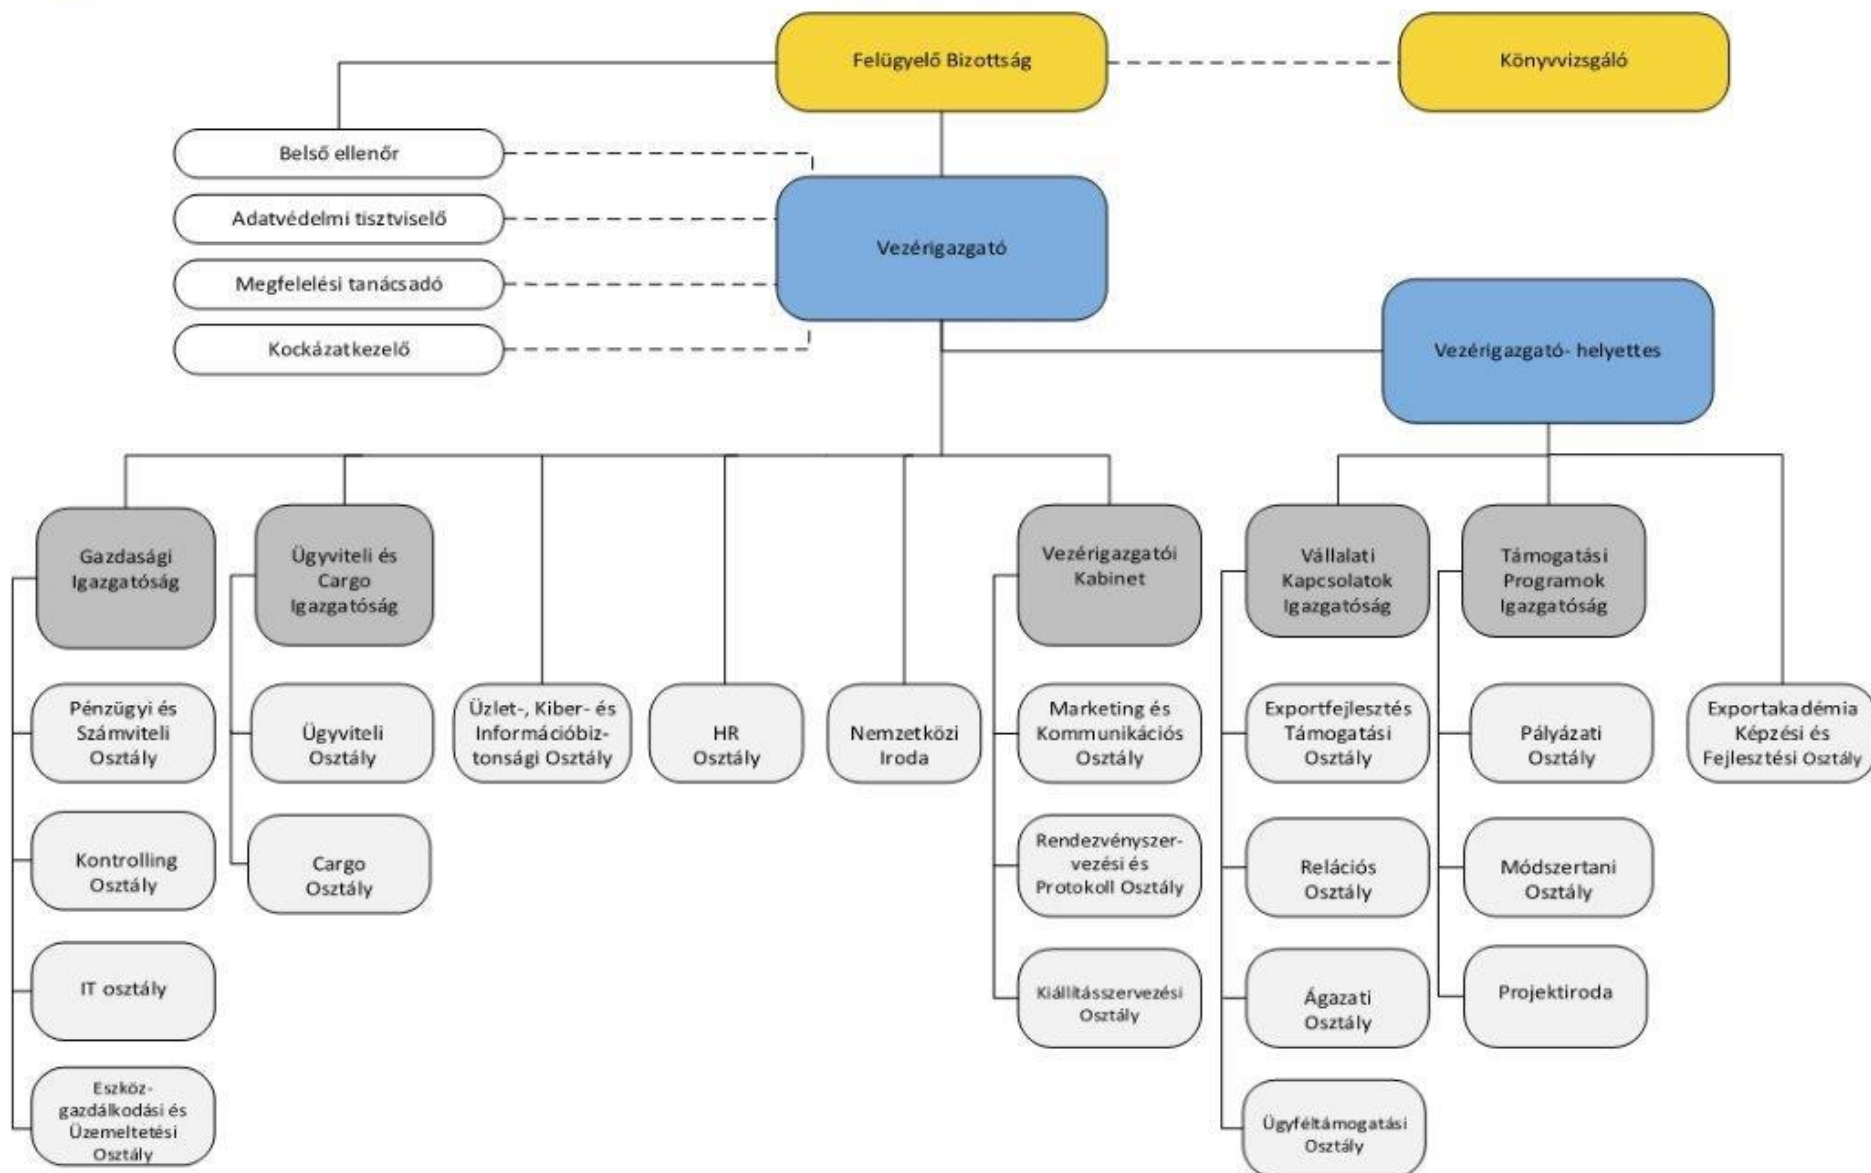 Felügyelő Bizottság
Könyvvizsgáló
Belső ellenőr
Adatvédelmi tisztviselő
Megfelelési tanácsadó
Kockázatkezelő
Vezérigazgató
Vezérigazgató- helyettes
Gazdasági
Igazgatóság
Ügyviteli és
Cargo
Igazgatóság
Vezérigazgatói
Kabinet
Vállalati
Kapcsolatok
Igazgatóság
Támogatási
Programok
Igazgatóság
Pénzügyi és
Számviteli
Osztály
Ügyviteli
Osztály
Üzlet-, Kiber- és
Információbiz-
tonsági Osztály
HR
Osztály
Nemzetközi
Iroda
Marketing és
Kommunikációs
Osztály
Exportfejlesztés
Támogatási
Osztály
Pályázati
Osztály
Exportakadémia
Képzési és
Fejlesztési Osztály
Kontrolling
Osztály
Cargo
Osztály
Rendezvényszer-
vezési és
Protokoll Osztály
Relációs
Osztály
Módszertani
Osztály
IT osztály
Kiállításszervezési
Osztály
Ágazati
Osztály
Projektiroda
Eszköz-
gazdálkodási és
Üzemeltetési
Osztály
Ügyféltámogatási
Osztály